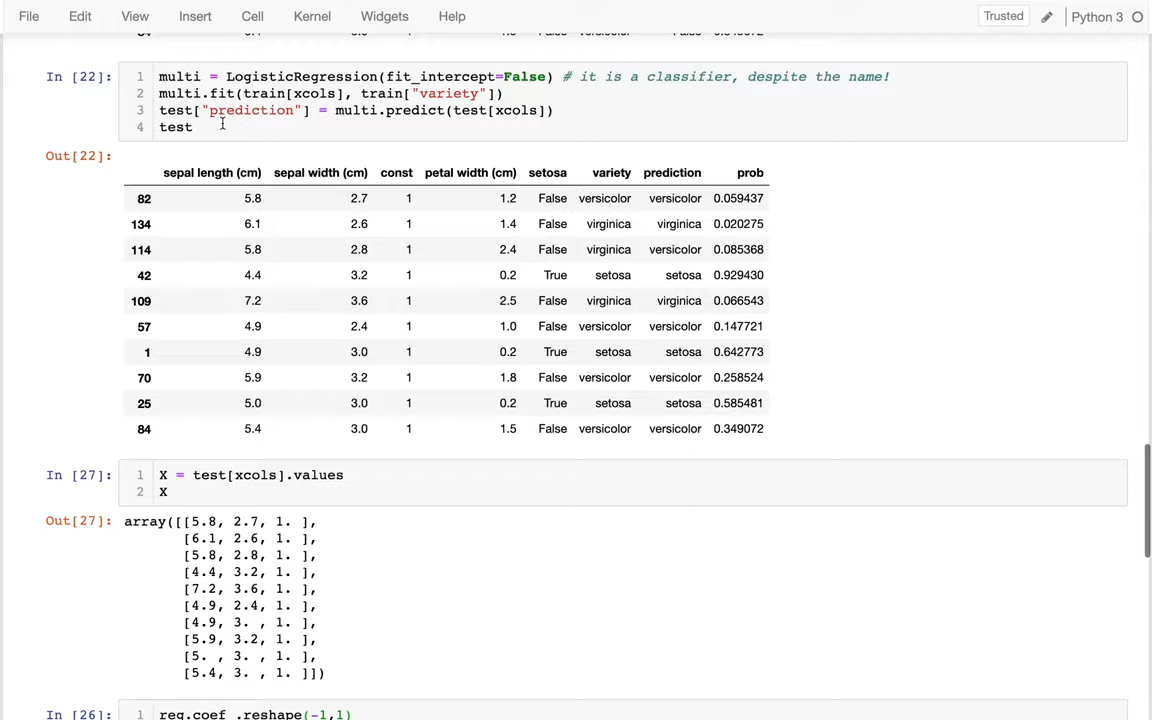 File Edit View Insert Cell Kernel Widgets Help Trusted Python 3
In [22]: 1 multi = LogisticRegression(fit_intercept=False) # it is a classifier, despite the name!
2 multi.fit(train[xcols], train["variety"])
3 test["prediction"] = multi.predict(test[xcols])
4 test
Out[22]:
sepal length (cm) sepal width (cm) const petal width (cm) setosa variety prediction prob
82 5.8 2.7 1 1.2 False versicolor versicolor 0.059437
134 6.1 2.6 1 1.4 False virginica virginica 0.020275
114 5.8 2.8 1 2.4 False virginica versicolor 0.085368
42 4.4 3.2 1 0.2 True setosa setosa 0.929430
109 7.2 3.6 1 2.5 False virginica virginica 0.066543
57 4.9 2.4 1 1.0 False versicolor versicolor 0.147721
1 4.9 3.0 1 0.2 True setosa setosa 0.642773
70 5.9 3.2 1 1.8 False versicolor versicolor 0.258524
25 5.0 3.0 1 0.2 True setosa setosa 0.585481
84 5.4 3.0 1 1.5 False versicolor versicolor 0.349072
In [27]: 1 X = test[xcols].values
2 X
Out[27]: array([[5.8, 2.7, 1. ],
[6.1, 2.6, 1. ],
[5.8, 2.8, 1. ],
[4.4, 3.2, 1. ],
[7.2, 3.6, 1. ],
[4.9, 2.4, 1. ],
[4.9, 3. , 1. ],
[5.9, 3.2, 1. ],
[5. , 3. , 1. ],
[5.4, 3. , 1. ]])
In [26]: 1 reg.coef_.reshape(-1,1)